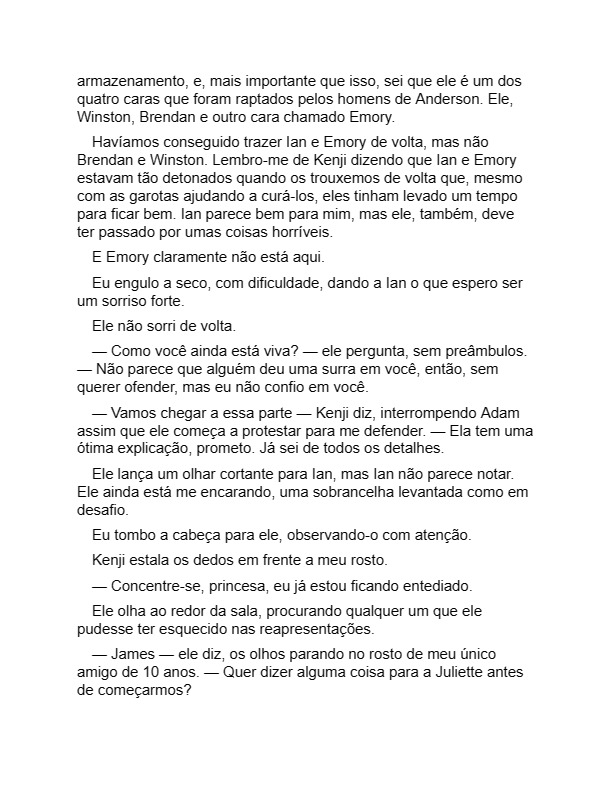 armazenamento, e, mais importante que isso, sei que ele é um dos
quatro caras que foram raptados pelos homens de Anderson. Ele,
Winston, Brendan e outro cara chamado Emory.
Havíamos conseguido trazer Ian e Emory de volta, mas não
Brendan e Winston. Lembro-me de Kenji dizendo que Ian e Emory
estavam tão detonados quando os trouxemos de volta que, mesmo
com as garotas ajudando a curá-los, eles tinham levado um tempo
para ficar bem. Ian parece bem para mim, mas ele, também, deve
ter passado por umas coisas horríveis.
E Emory claramente não está aqui.
Eu engulo a seco, com dificuldade, dando a Ian o que espero ser
um sorriso forte.
Ele não sorri de volta.
— Como você ainda está viva? — ele pergunta, sem preâmbulos.
— Não parece que alguém deu uma surra em você, então, sem
querer ofender, mas eu não confio em você.
— Vamos chegar a essa parte — Kenji diz, interrompendo Adam
assim que ele começa a protestar para me defender. — Ela tem uma
ótima explicação, prometo. Já sei de todos os detalhes.
Ele lança um olhar cortante para Ian, mas Ian não parece notar.
Ele ainda está me encarando, uma sobrancelha levantada como em
desafio.
Eu tombo a cabeça para ele, observando-o com atenção.
Kenji estala os dedos em frente a meu rosto.
— Concentre-se, princesa, eu já estou ficando entediado.
Ele olha ao redor da sala, procurando qualquer um que ele
pudesse ter esquecido nas reapresentações.
— James — ele diz, os olhos parando no rosto de meu único
amigo de 10 anos. — Quer dizer alguma coisa para a Juliette antes
de começarmos?